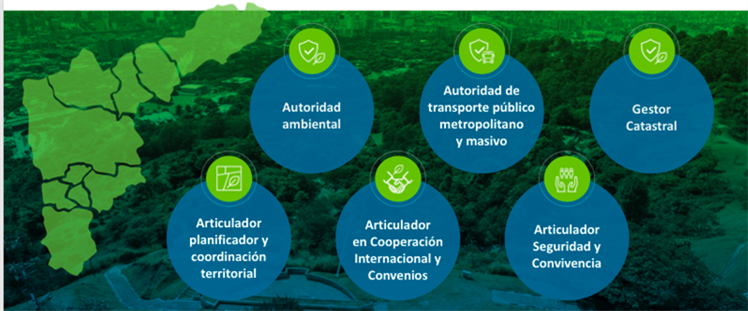 Autoridad
ambiental
Autoridad de
transporte público
metropolitano
y masivo
Gestor
Catastral
Articulador
planificador y
coordinación
territorial
Articulador
en Cooperación
Internacional y
Convenios
Articulador
Seguridad y
Convivencia